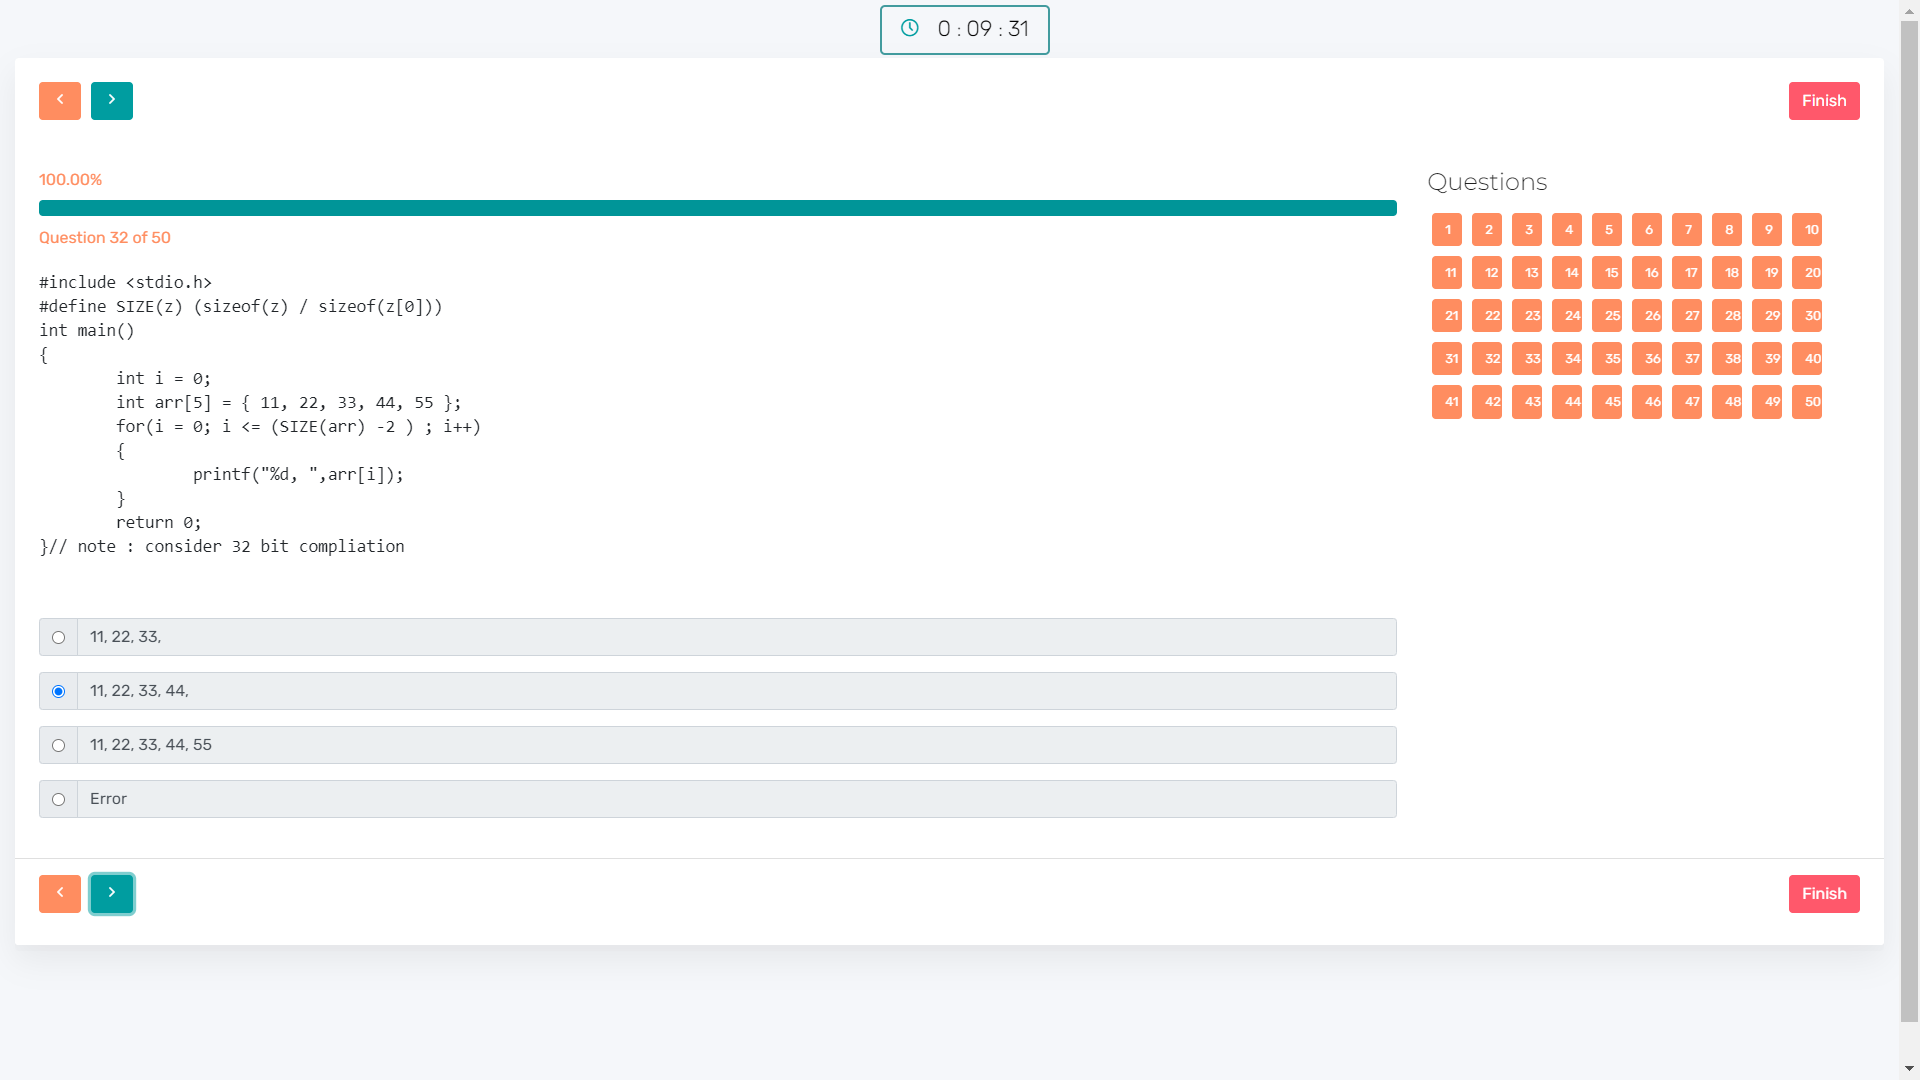 0 : 09 : 31
Finish
100.00%
Question 32 of 50
#include <stdio.h>
#define SIZE(z) (sizeof(z) / sizeof(z[0]))
int main()
{
int i = 0;
int arr[5] = { 11, 22, 33, 44, 55 };
for(i = 0; i <= (SIZE(arr) -2 ) ; i++)
{
printf("%d, ",arr[i]);
}
return 0;
}// note : consider 32 bit compliation
11, 22, 33,
11, 22, 33, 44,
11, 22, 33, 44, 55
Error
Questions
1 2 3 4 5 6 7 8 9 10
11 12 13 14 15 16 17 18 19 20
21 22 23 24 25 26 27 28 29 30
31 32 33 34 35 36 37 38 39 40
41 42 43 44 45 46 47 48 49 50
Finish